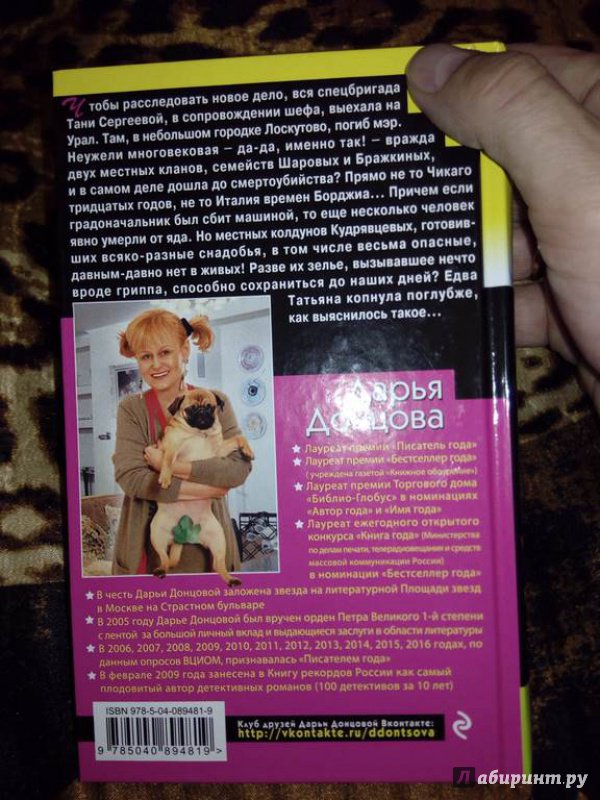 Чтобы расследовать новое дело, вся спецбригада
Тани Сергеевой, в сопровождении шефа, выехала на
Урал. Там, в небольшом городке Лоскутово, погиб мэр.
Неужели многовековая – да-да, именно так! – вражда
двух местных кланов, семейств Шаровых и Бражкиных,
и в самом деле дошла до смертоубийства? Прямо не то Чикаго
тридцатых годов, не то Италия времен Борджиа... Причем если
градоначальник был сбит машиной, то еще несколько человек
явно умерли от яда. Но местных колдунов Кудрявцевых, готовив-
ших всяко-разные снадобья, в том числе весьма опасные,
давным-давно нет в живых! Разве их зелье, вызывавшее нечто
вроде гриппа, способно сохраниться до наших дней? Едва
Татьяна копнула поглубже,
как выяснилось такое...
Дарья
Донцова
Лауреат премии «Писатель года»
Лауреат премии «Бестселлер года»
(учреждена газетой «Книжное обозрение»)
Лауреат премии Торгового дома
«Библио-Глобус» в номинациях
«Автор года» и «Имя года»
Лауреат ежегодного открытого
конкурса «Книга года» (Министерства
по делам печати, телерадиовещания и средств
массовой коммуникации России)
в номинации «Бестселлер года»
В честь Дарьи Донцовой заложена звезда на литературной Площади звезд
в Москве на Страстном бульваре
В 2005 году Дарье Донцовой был вручен орден Петра Великого 1-й степени
с лентой за большой личный вклад и выдающиеся заслуги в области литературы
В 2006, 2007, 2008, 2009, 2010, 2011, 2012, 2013, 2014, 2015, 2016 годах, по
данным опросов ВЦИОМ, признавалась «Писателем года»
В феврале 2009 года занесена в Книгу рекордов России как самый
плодовитый автор детективных романов (100 детективов за 10 лет)
ISBN 978-5-04-089481-9
9785040894819
Клуб друзей Дарьи Донцовой Вконтакте:
http://vkontakte.ru/ddontsova
Лабиринт.ру